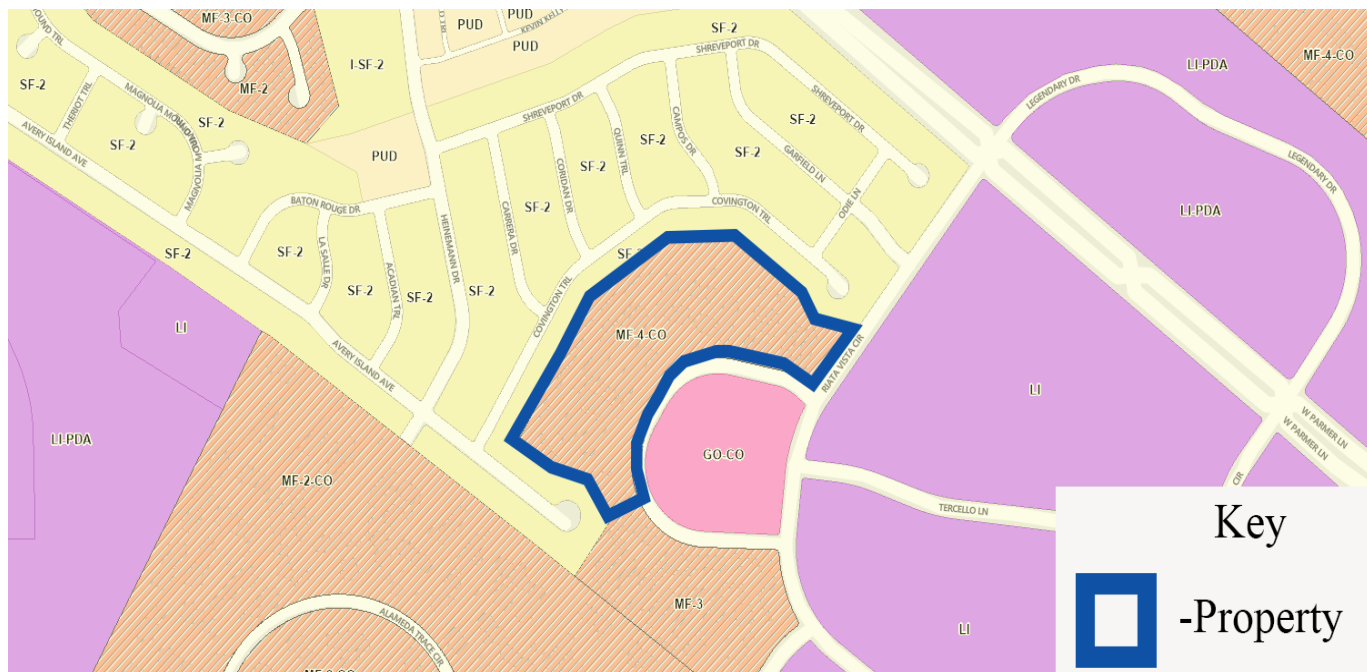 MF-3-CO
PUD
PUD
KEVIN KELLY
SF-2
PUD
SHREVEPORT DR
LI-PDA
MF-4-CO
I-SF-2
SF-2
MF-2
LEGENDARY DR
THERIOT TRL
MAGNOLIA MOUND TRL
SHREVEPORT DR
SF-2
SF-2
AVERY ISLAND AVE
SF-2
SHREVEPORT DR
CAMPOS DR
SF-2
PUD
QUINN TRL
SF-2
GARFIELD LN
SF-2
LEGENDARY DR
CORIDAN DR
SF-2
MAGNOLIA
BATON ROUGE DR
CARRERA DR
SF-2
COVINGTON TRL
ODIE LN
LI-PDA
HEINEMANN DR
SF-2
SF-2
LA SALLE DR
SF-2
SF-2
ACADIAN TRL
SF-2
SF-2
COVINGTON TRL
LI
MF-4-CO
RIATA VISTA CIR
AVERY ISLAND AVE
LI
W PARMER LN
W PARMER LN
LI-PDA
GO-CO
MF-2-CO
CIR
TERCELLO LN
Key
MF-3
-Property
ALAMEDA TRACE CIR
LI